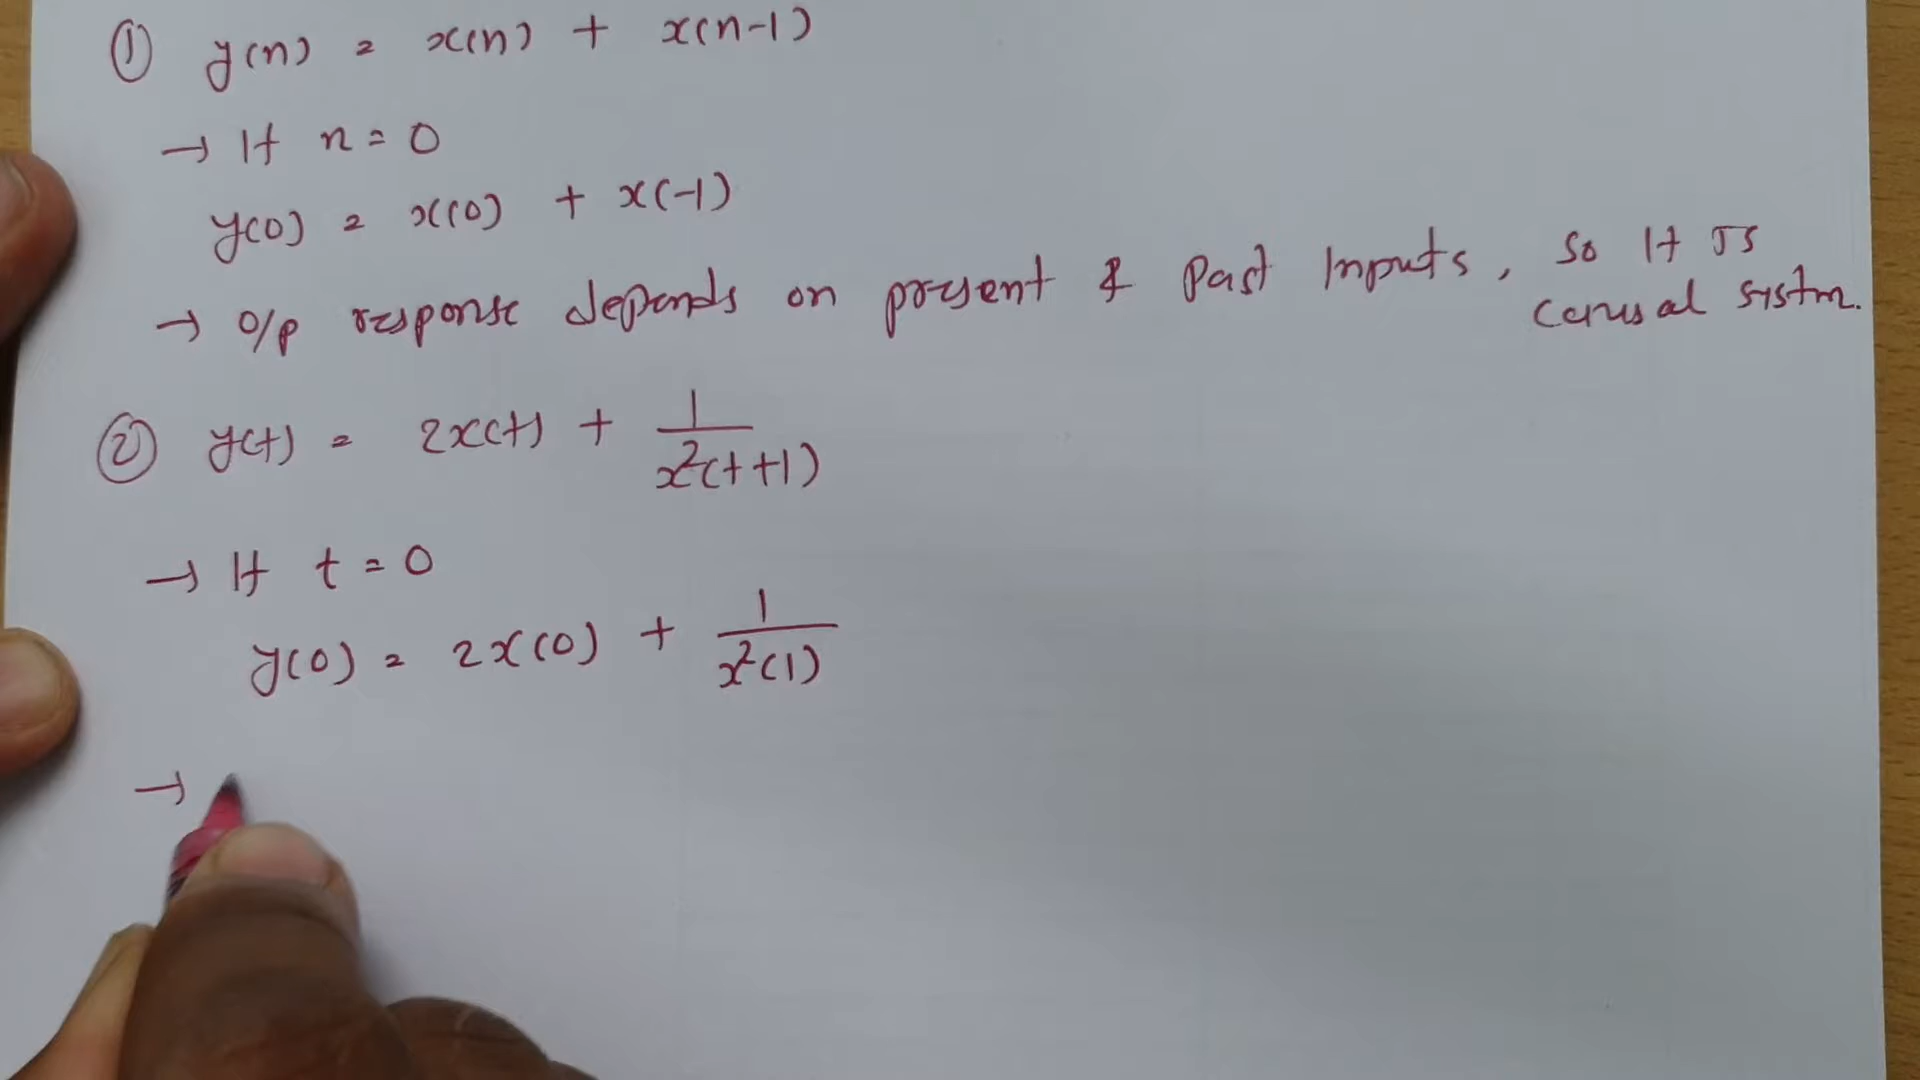 ① y(n) = x(n) + x(n-1)
→ If n = 0
y(0) = x(0) + x(-1)
→ O/p response depends on present & Past Inputs, so It Is
causal system.
② y(t) = 2x(t) + 1/x²(t+1)
→ If t = 0
y(0) = 2x(0) + 1/x²(1)
→